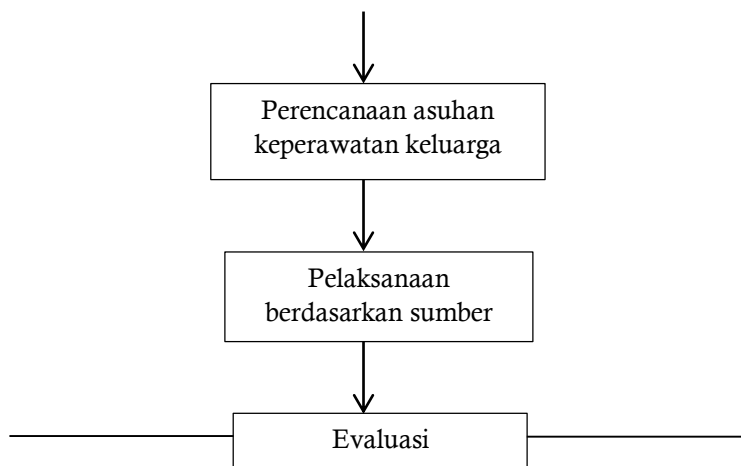 Perencanaan asuhan
keperawatan keluarga
Pelaksanaan
berdasarkan sumber
Evaluasi